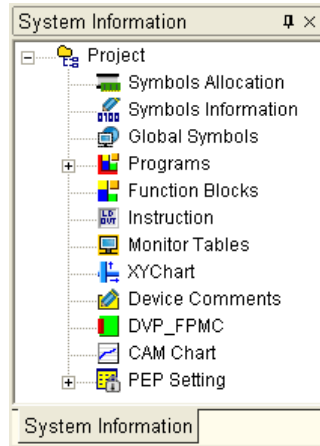 System Information
Project
Symbols Allocation
Symbols Information
Global Symbols
Programs
Function Blocks
Instruction
Monitor Tables
XYChart
Device Comments
DVP_FPMC
CAM Chart
PEP Setting
System Information